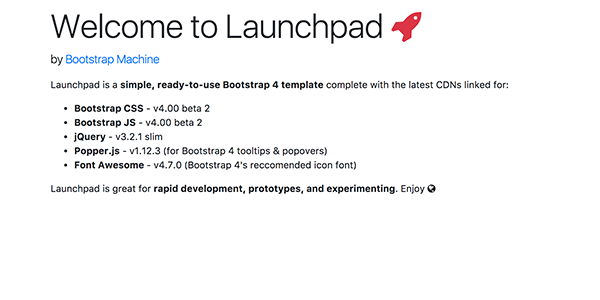 Welcome to Launchpad
by Bootstrap Machine
Launchpad is a simple, ready-to-use Bootstrap 4 template complete with the latest CDNs linked for:
• Bootstrap CSS - v4.00 beta 2
• Bootstrap JS - v4.00 beta 2
• jQuery - v3.2.1 slim
• Popper.js - v1.12.3 (for Bootstrap 4 tooltips & popovers)
• Font Awesome - v4.7.0 (Bootstrap 4's reccomended icon font)
Launchpad is great for rapid development, prototypes, and experimenting. Enjoy